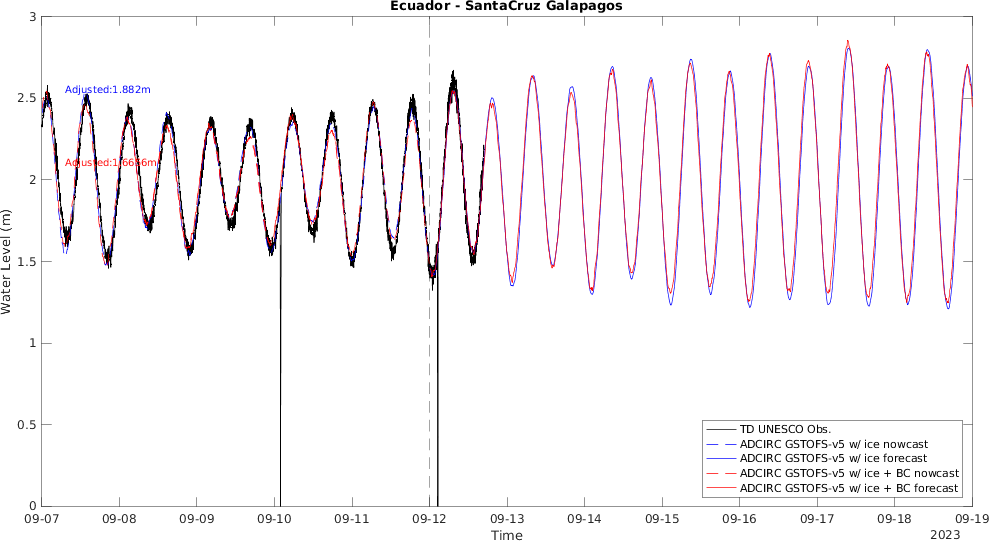 Ecuador - SantaCruz Galapagos
3
2.5
2
1.5
1
0.5
0
Water Level (m)
Adjusted:1.882m
Adjusted:1.6656m
TD UNESCO Obs.
ADCIRC GSTOFS-v5 w/ ice nowcast
ADCIRC GSTOFS-v5 w/ ice forecast
ADCIRC GSTOFS-v5 w/ ice + BC nowcast
ADCIRC GSTOFS-v5 w/ ice + BC forecast
09-07 09-08 09-09 09-10 09-11 09-12 09-13 09-14 09-15 09-16 09-17 09-18 09-19
Time
2023